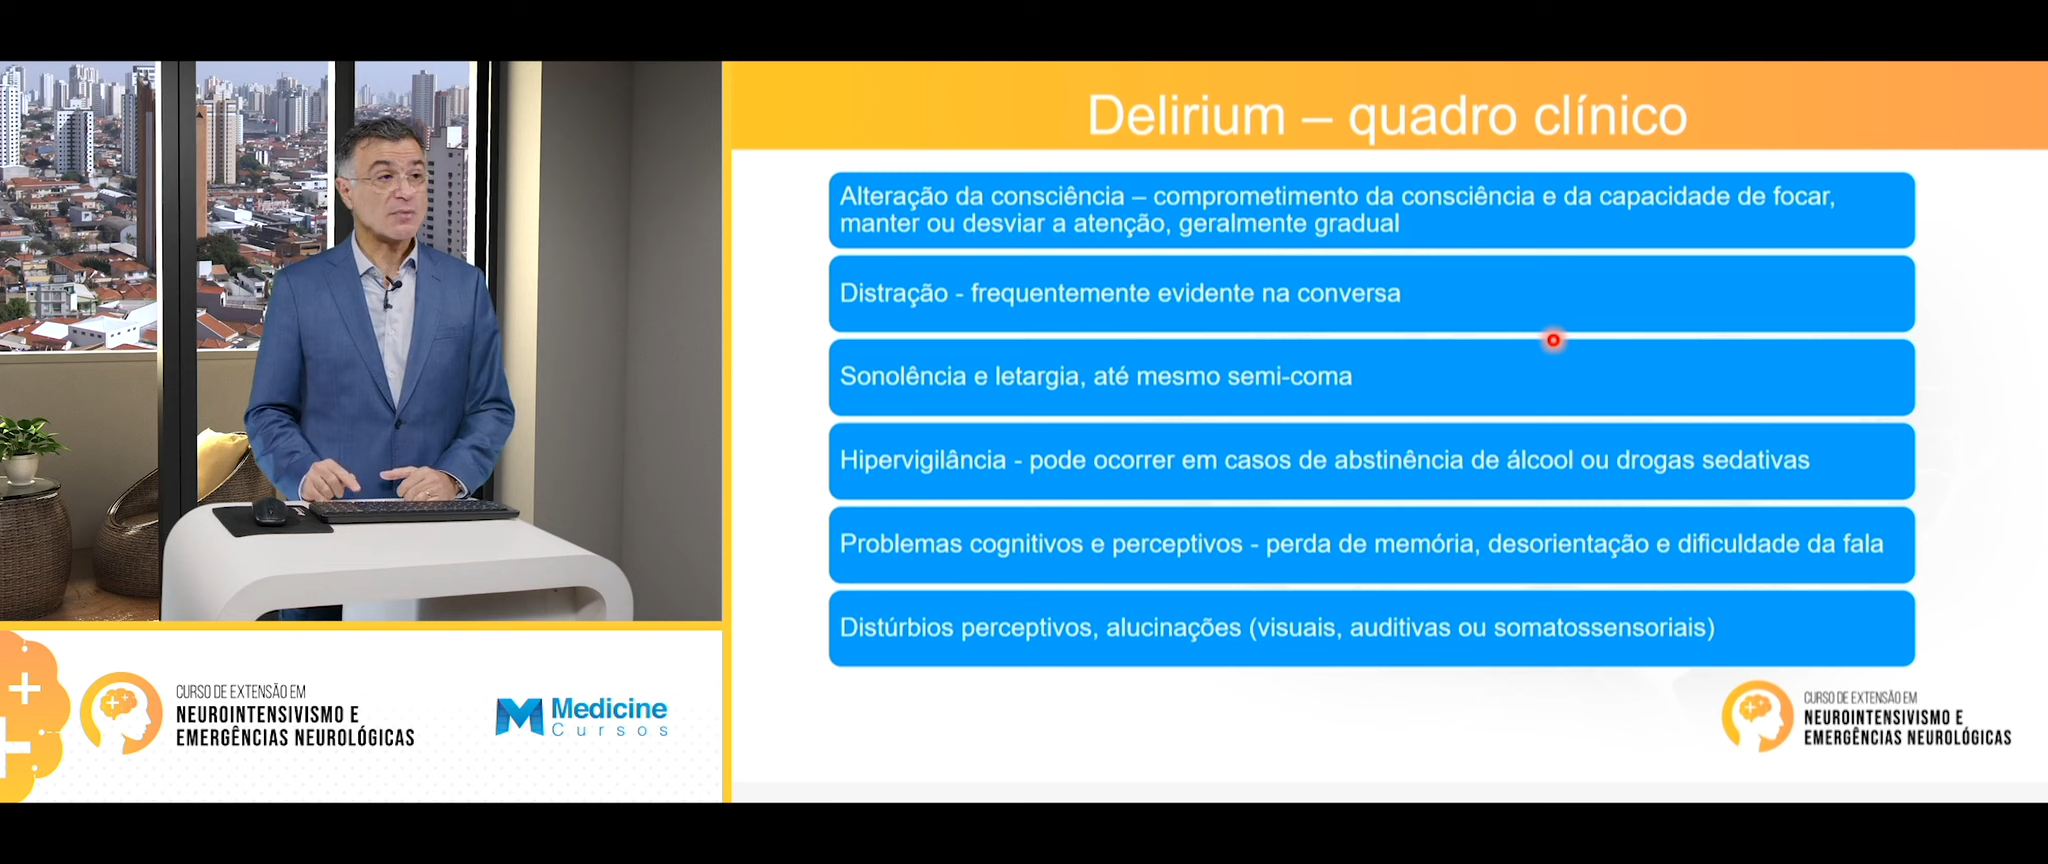 Delirium – quadro clínico
Alteração da consciência – comprometimento da consciência e da capacidade de focar,
manter ou desviar a atenção, geralmente gradual
Distração - frequentemente evidente na conversa
Sonolência e letargia, até mesmo semi-coma
Hipervigilância - pode ocorrer em casos de abstinência de álcool ou drogas sedativas
Problemas cognitivos e perceptivos - perda de memória, desorientação e dificuldade da fala
Distúrbios perceptivos, alucinações (visuais, auditivas ou somatossensoriais)
CURSO DE EXTENSÃO EM
NEUROINTENSIVISMO E
EMERGÊNCIAS NEUROLÓGICAS
Medicine
Cursos
CURSO DE EXTENSÃO EM
NEUROINTENSIVISMO E
EMERGÊNCIAS NEUROLÓGICAS